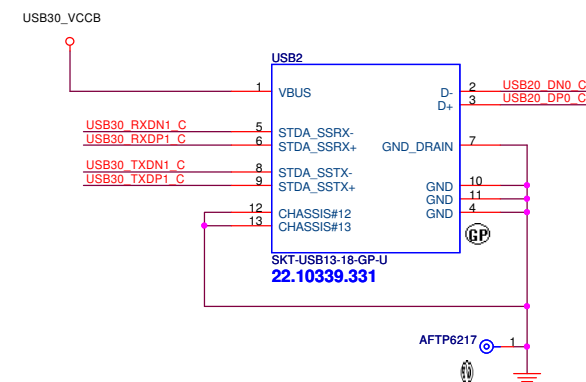 USB30_VCCB
USB2
1 VBUS
D- 2 USB20_DN0_C
D+ 3 USB20_DP0_C
USB30_RXDN1_C 5 STDA_SSRX-
USB30_RXDP1_C 6 STDA_SSRX+
GND_DRAIN 7
USB30_TXDN1_C 8 STDA_SSTX-
USB30_TXDP1_C 9 STDA_SSTX+
GND 10
GND 11
GND 4
12 CHASSIS#12
13 CHASSIS#13
GP
SKT-USB13-18-GP-U
22.10339.331
AFTP6217 1